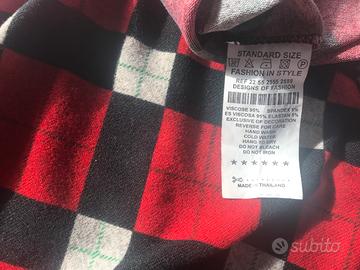 STANDARD SIZE
FASHION IN STYLE
REF 22 55 2555 2589
DESIGNS OF FASHION
VISCOSE 95% SPANDEX 5%
ES VISCOSA 95% ELASTAN 5%
EXCLUSIVE OF DECORATION
REVERSE FOR CARE
HAND WASH
COLD WATER
HANG TO DRY
DO NOT BLEACH
DO NOT IRON
MADE IN THAILAND
subito